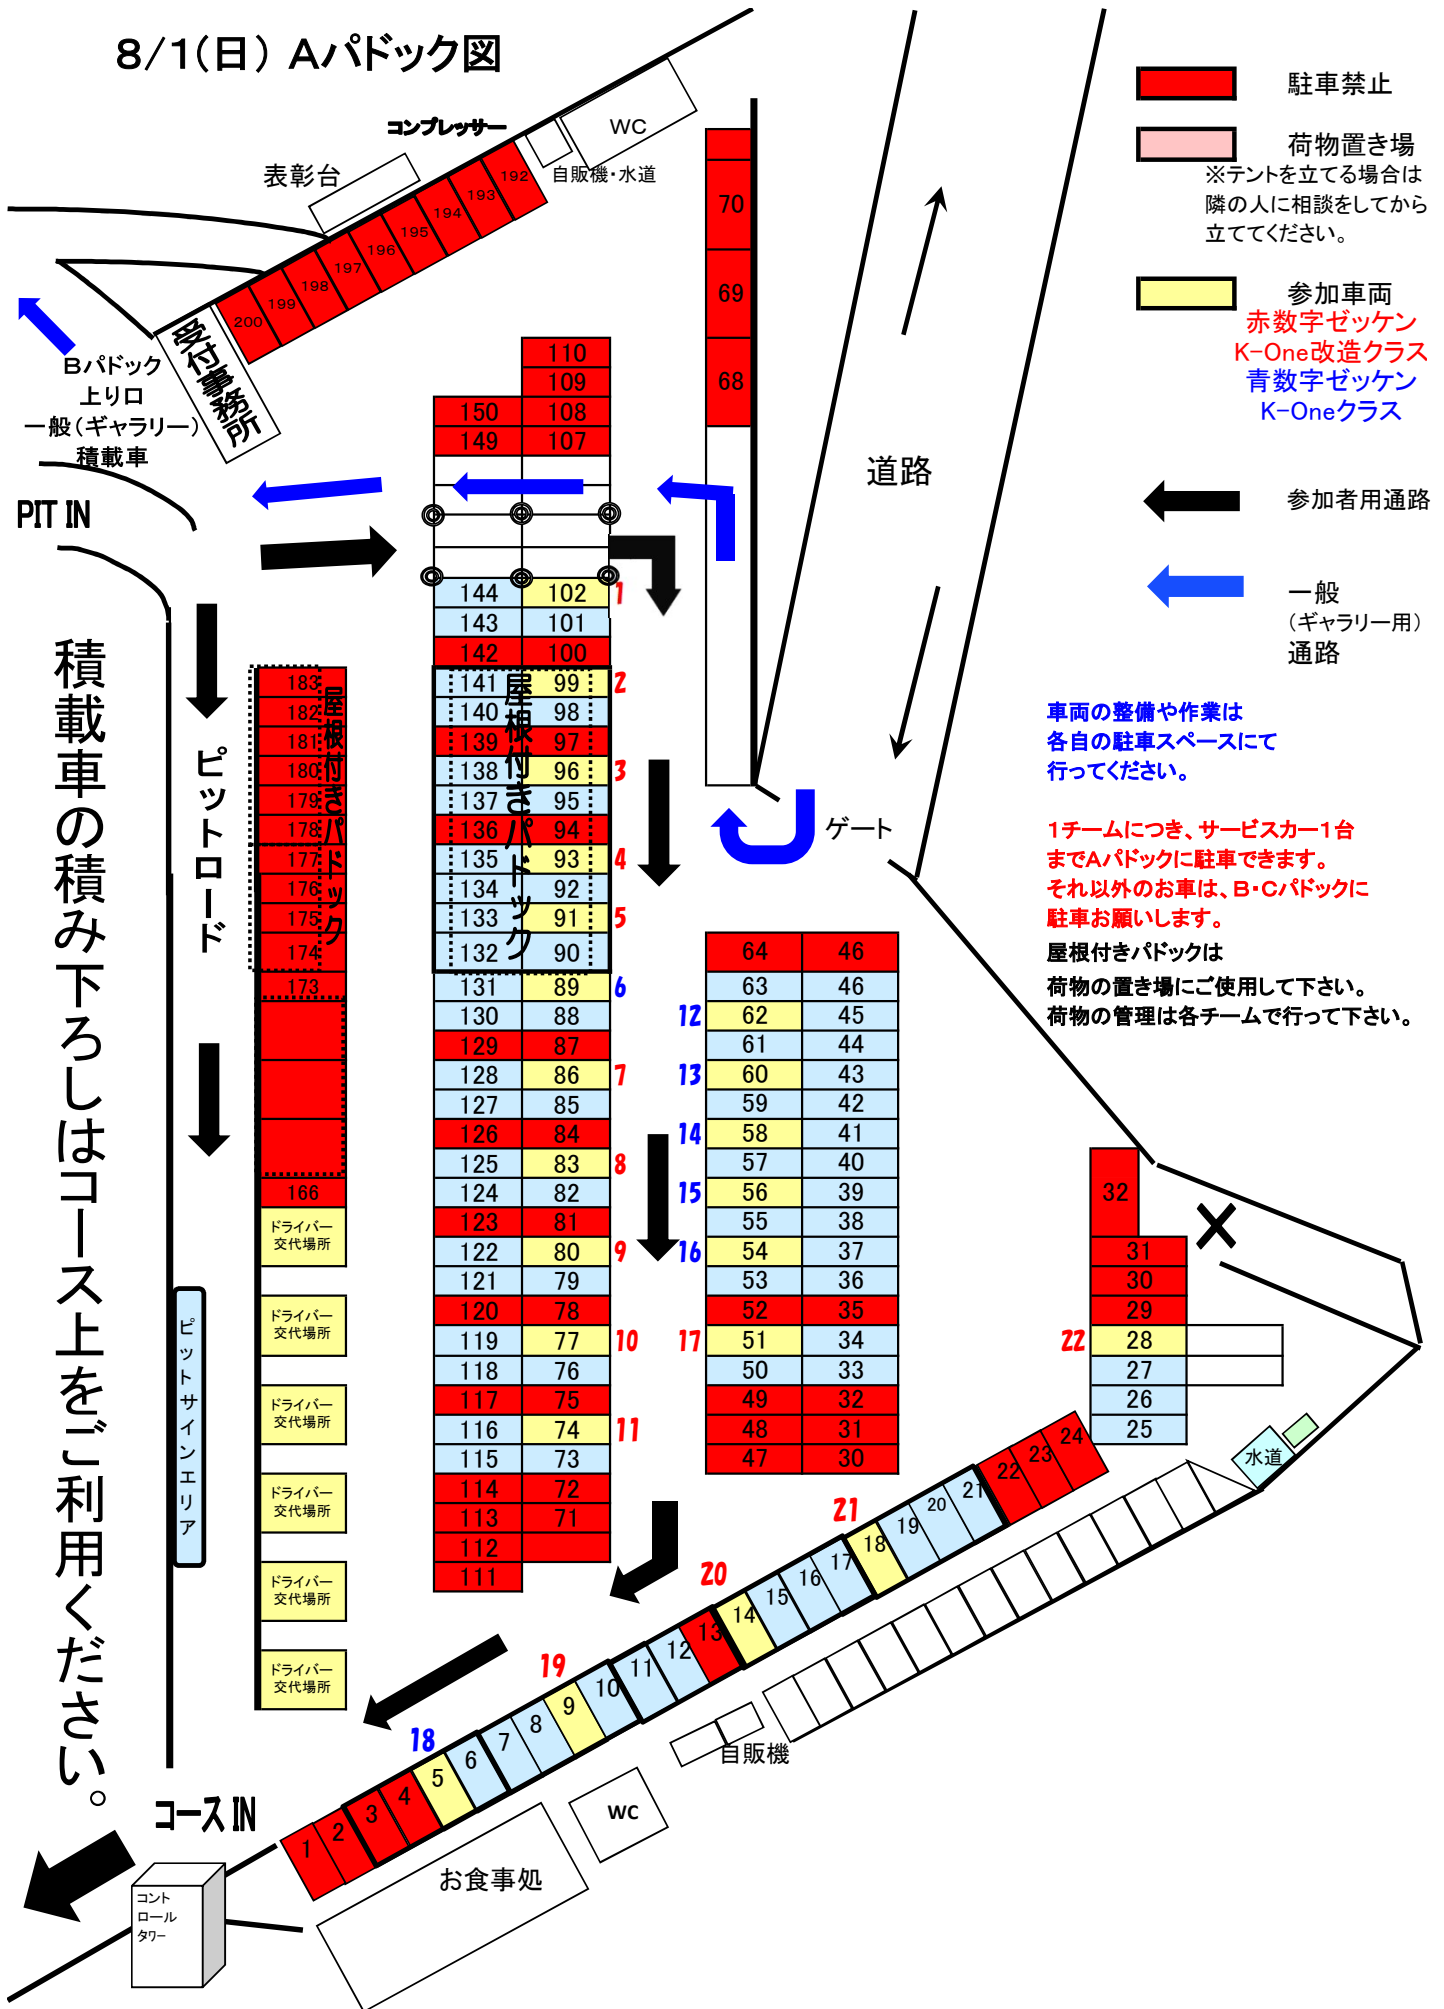 8/1(日) Aパドック図
駐車禁止
荷物置き場
※テントを立てる場合は
隣の人に相談をしてから
立ててください。
参加車両
赤数字ゼッケン
K-One改造クラス
青数字ゼッケン
K-Oneクラス
参加者用通路
一般
(ギャラリー用)
通路
コンプレッサー
WC
自販機・水道
表彰台
192
193
194
195
196
197
198
199
200
受付事務所
Bパドック
上り口
一般(ギャラリー)
積載車
PIT IN
70
69
68
道路
110
109
150 108
149 107
144 102 1
143 101
142 100
141 99 2
140 98
139 97
138 96 3
137 95
136 94
135 93 4
134 92
133 91 5
132 90
131 89 6
130 88
129 87
128 86 7
127 85
126 84
125 83 8
124 82
123 81
122 80 9
121 79
120 78
119 77 10
118 76
117 75
116 74 11
115 73
114 72
113 71
112
111
屋根付きパドック
183
182
181
180
179
178
177
176
175
174
173
166
屋根付きパドック
ドライバー
交代場所
ドライバー
交代場所
ドライバー
交代場所
ドライバー
交代場所
ドライバー
交代場所
ドライバー
交代場所
ピットロード
ピットサインエリア
積載車の積み下ろしはコース上をご利用ください。
ゲート
車両の整備や作業は
各自の駐車スペースにて
行ってください。
1チームにつき、サービスカー1台
までAパドックに駐車できます。
それ以外のお車は、B・Cパドックに
駐車お願いします。
屋根付きパドックは
荷物の置き場にご使用して下さい。
荷物の管理は各チームで行って下さい。
64 46
63 46
12 62 45
61 44
13 60 43
59 42
14 58 41
57 40
15 56 39
55 38
16 54 37
53 36
52 35
17 51 34
50 33
49 32
48 31
47 30
32
31
30
29
22 28
27
26
25
水道
24
23
22
21
20
19
18
21
17
16
15
14
20
13
12
11
10
9
19
8
7
6
5
18
4
3
2
1
自販機
WC
お食事処
コースIN
コント
ロール
タワー